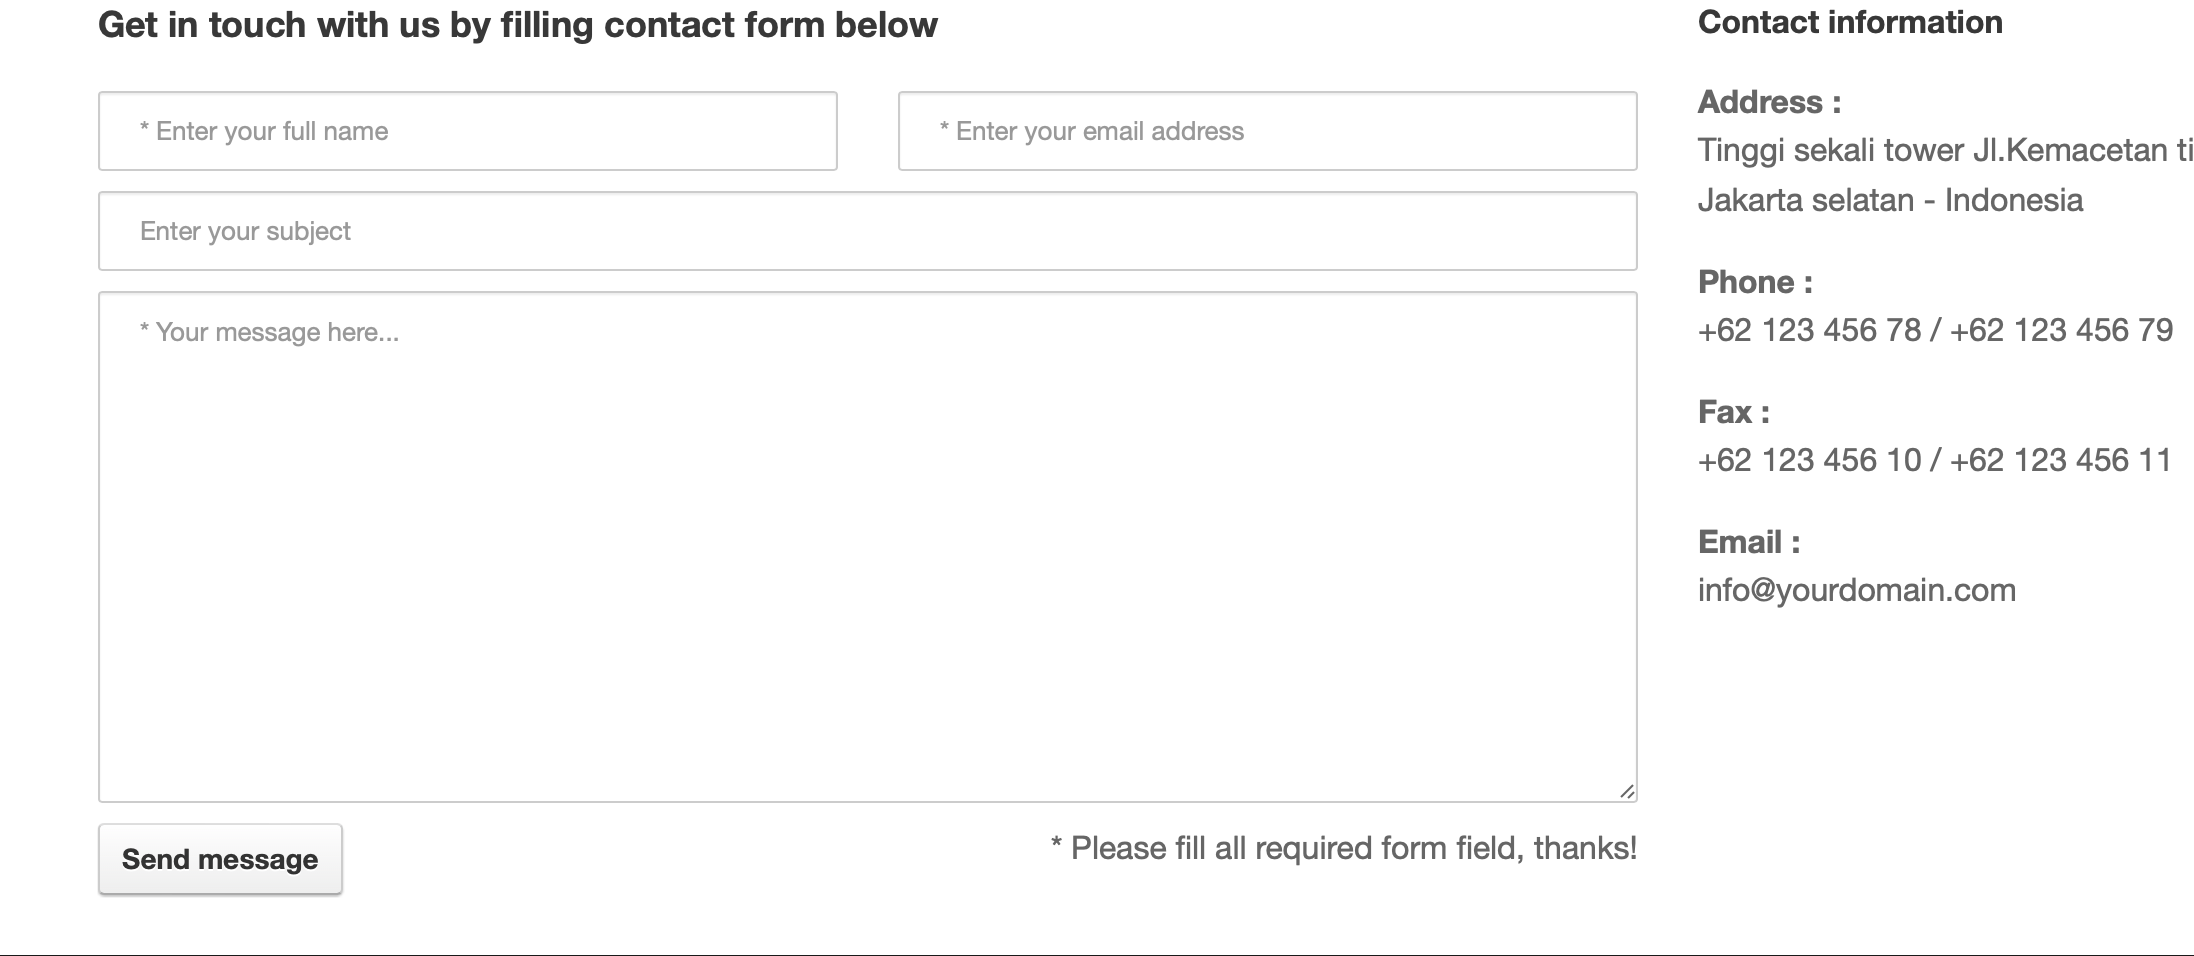 Get in touch with us by filling contact form below
* Enter your full name
* Enter your email address
Enter your subject
* Your message here...
Send message
* Please fill all required form field, thanks!
Contact information
Address :
Tinggi sekali tower Jl.Kemacetan ti
Jakarta selatan - Indonesia
Phone :
+62 123 456 78 / +62 123 456 79
Fax :
+62 123 456 10 / +62 123 456 11
Email :
info@yourdomain.com